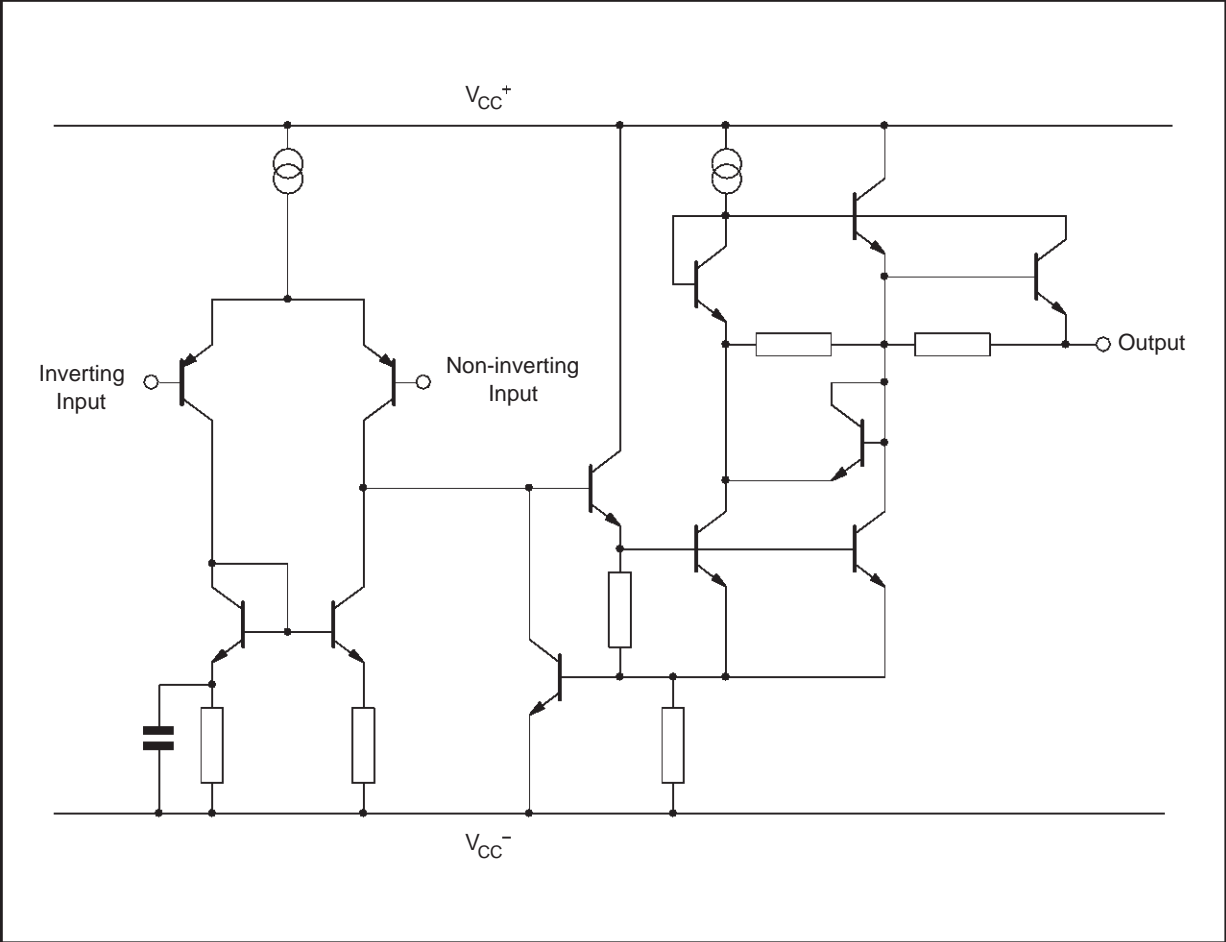 VCC+
Inverting
Input
Non-inverting
Input
Output
VCC−